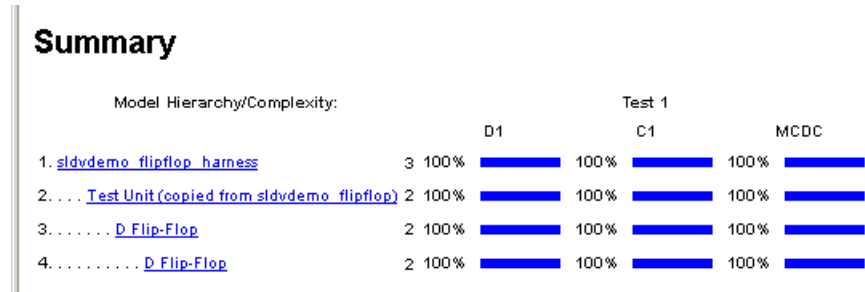 Summary
Model Hierarchy/Complexity: Test 1
D1 C1 MCDC
1. sldvdemo_flipflop_harness 3 100% 100% 100%
2. . . . Test Unit (copied from sldvdemo_flipflop) 2 100% 100% 100%
3. . . . . . . D Flip-Flop 2 100% 100% 100%
4. . . . . . . . . . D Flip-Flop 2 100% 100% 100%